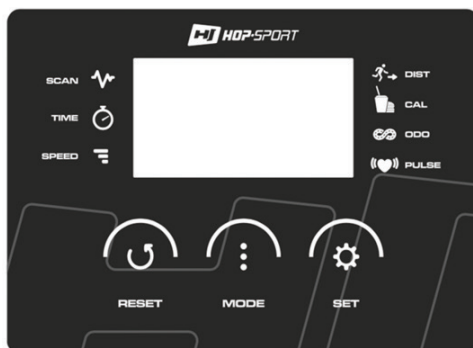 HOP-SPORT
SCAN
TIME
SPEED
DIST
CAL
ODO
PULSE
RESET
MODE
SET